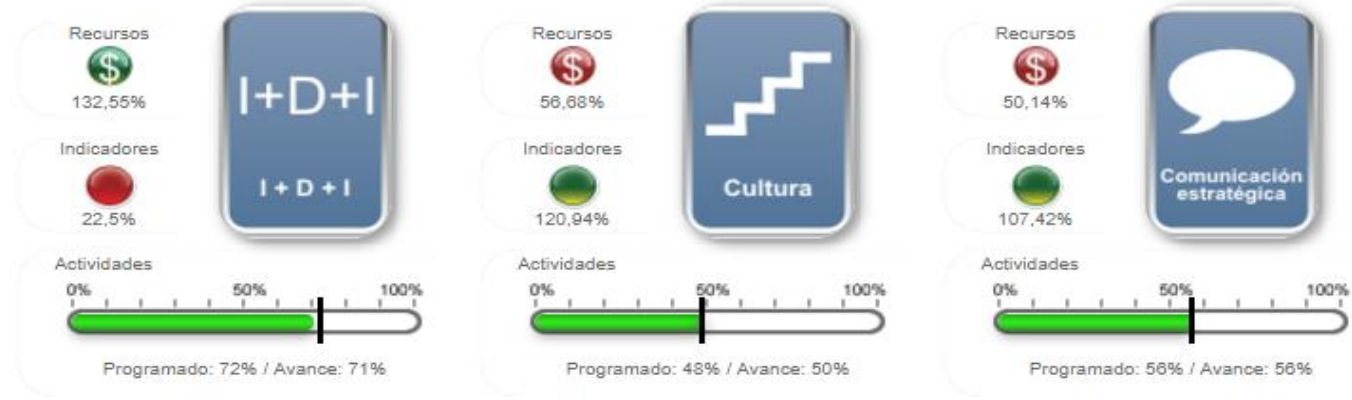 Recursos
$
132,55%
Indicadores
22,5%
I+D+I
I + D + I
Actividades
0% 50% 100%
Programado: 72% / Avance: 71%
Recursos
$
56,68%
Indicadores
120,94%
Cultura
Actividades
0% 50% 100%
Programado: 48% / Avance: 50%
Recursos
$
50,14%
Indicadores
107,42%
Comunicación
estratégica
Actividades
0% 50% 100%
Programado: 56% / Avance: 56%